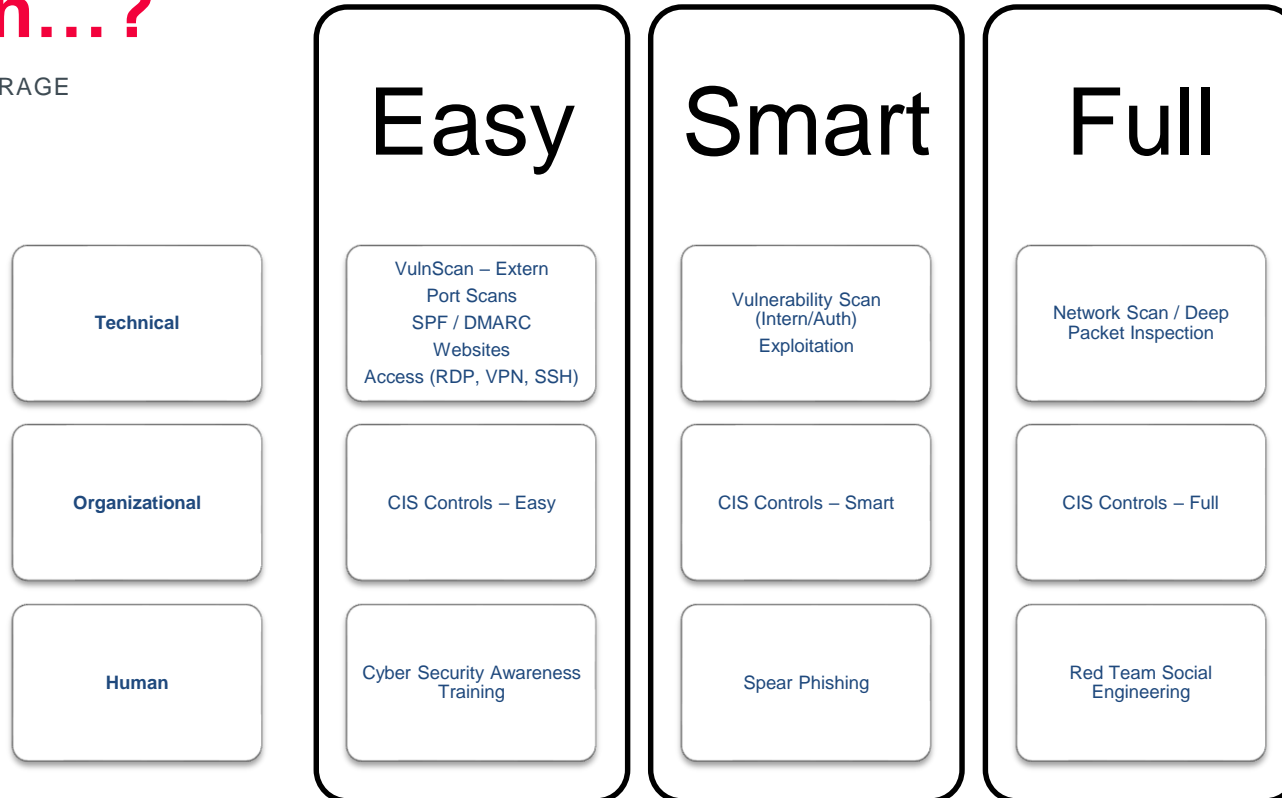 n...?
RAGE
Easy
Smart
Full
Technical
VulnScan – Extern
Port Scans
SPF / DMARC
Websites
Access (RDP, VPN, SSH)
Vulnerability Scan
(Intern/Auth)
Exploitation
Network Scan / Deep
Packet Inspection
Organizational
CIS Controls – Easy
CIS Controls – Smart
CIS Controls – Full
Human
Cyber Security Awareness
Training
Spear Phishing
Red Team Social
Engineering